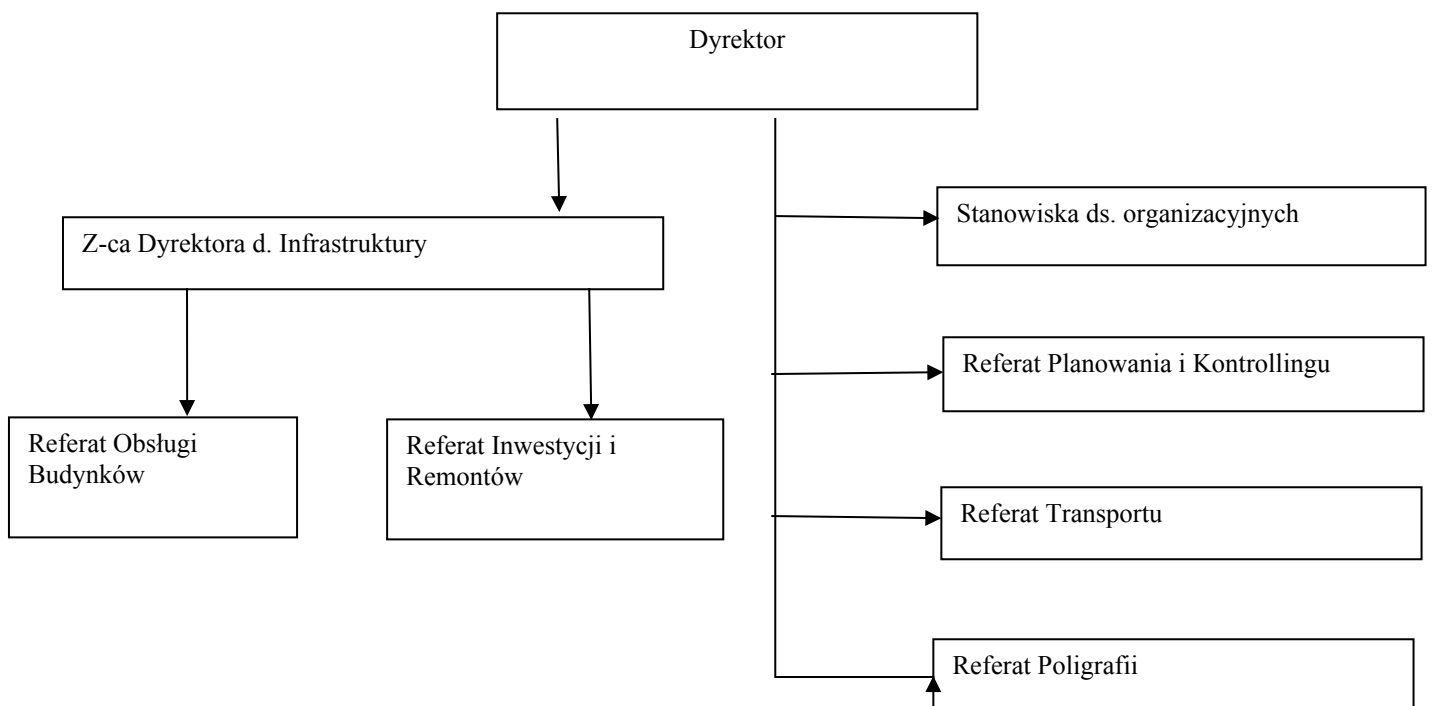 Dyrektor
Z-ca Dyrektora d. Infrastruktury
Referat Obsługi
Budynków
Referat Inwestycji i
Remontów
Stanowiska ds. organizacyjnych
Referat Planowania i Kontrollingu
Referat Transportu
Referat Poligrafii